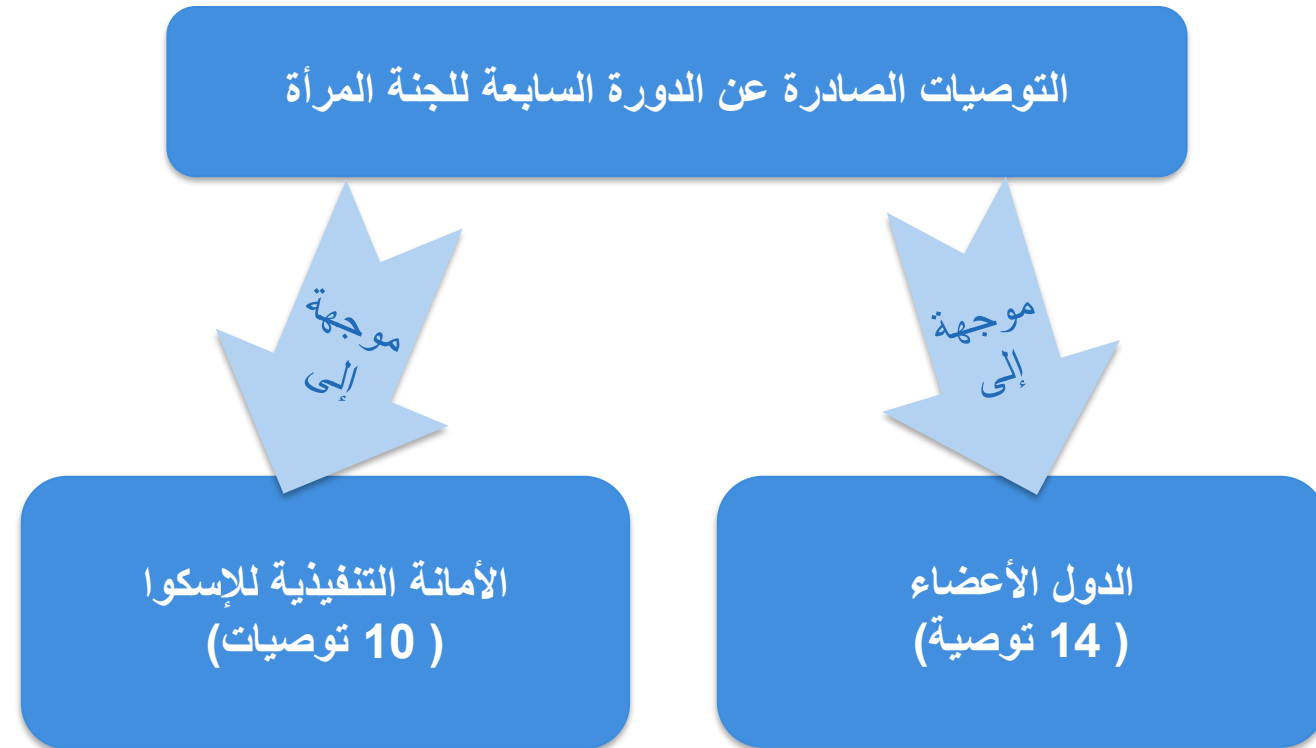 التوصيات الصادرة عن الدورة السابعة للجنة المرأة
موجهة
إلى
موجهة
إلى
الدول الأعضاء
( 14 توصية)
الأمانة التنفيذية للإسكوا
( 10 توصيات)